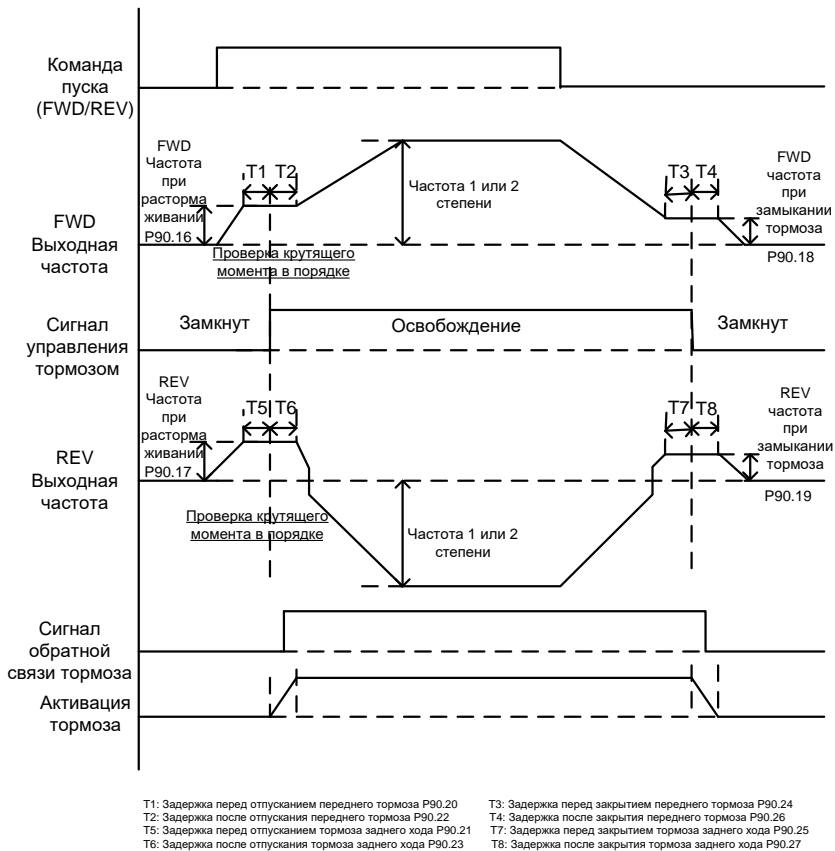 Команда
пуска
(FWD/REV)
FWD
Частота
при
расторма
живании
P90.16
T1
T2
Частота 1 или 2
степени
T3
T4
FWD
частота
при
замыкании
тормоза
P90.18
FWD
Выходная
частота
Проверка крутящего
момента в порядке
Сигнал
управления
тормозом
Замкнут
Освобождение
Замкнут
REV
Частота
при
расторма
живании
P90.17
T5
T6
T7
T8
REV
частота
при
замыкании
тормоза
P90.19
REV
Выходная
частота
Проверка крутящего
момента в порядке
Частота 1 или 2
степени
Сигнал
обратной
связи тормоза
Активация
тормоза
T1: Задержка перед отпусканием переднего тормоза P90.20
T2: Задержка после отпускания переднего тормоза P90.22
T5: Задержка перед отпусканием тормоза заднего хода P90.21
T6: Задержка после отпускания тормоза заднего хода P90.23
T3: Задержка перед закрытием переднего тормоза P90.24
T4: Задержка после закрытия переднего тормоза P90.26
T7: Задержка перед закрытием тормоза заднего хода P90.25
T8: Задержка после закрытия тормоза заднего хода P90.27